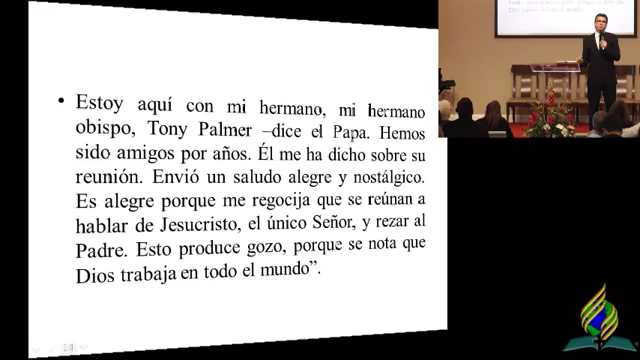 • Estoy aquí con mi hermano, mi hermano
obispo, Tony Palmer –dice el Papa. Hemos
sido amigos por años. Él me ha dicho sobre su
reunión. Envió un saludo alegre y nostálgico.
Es alegre porque me regocija que se reúnan a
hablar de Jesucristo, el único Señor, y rezar al
Padre. Esto produce gozo, porque se nota que
Dios trabaja en todo el mundo”.